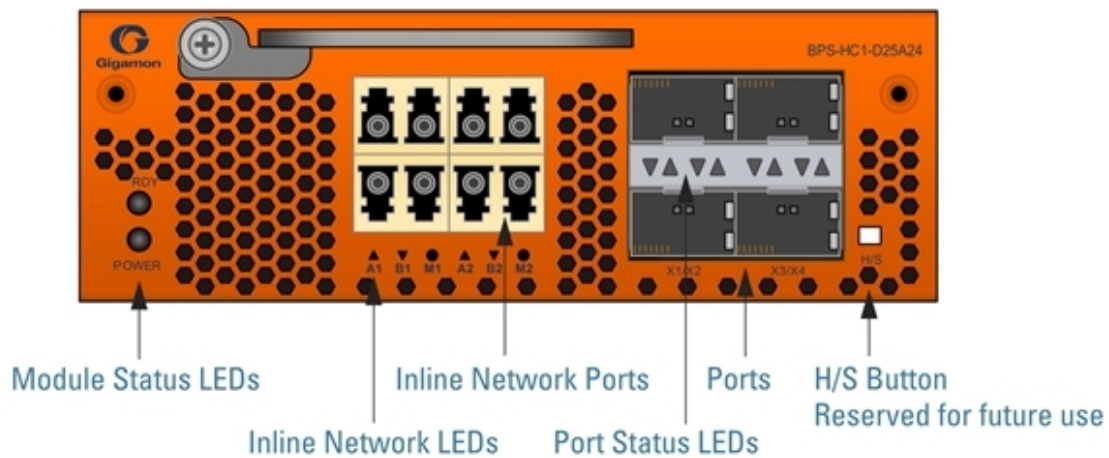 Gigamon
BPS-HC1-D25A24
RDY
POWER
A1 B1 M1 A2 B2 M2
X1/X2 X3/X4
H/S
Module Status LEDs
Inline Network Ports
Ports
H/S Button
Reserved for future use
Inline Network LEDs
Port Status LEDs